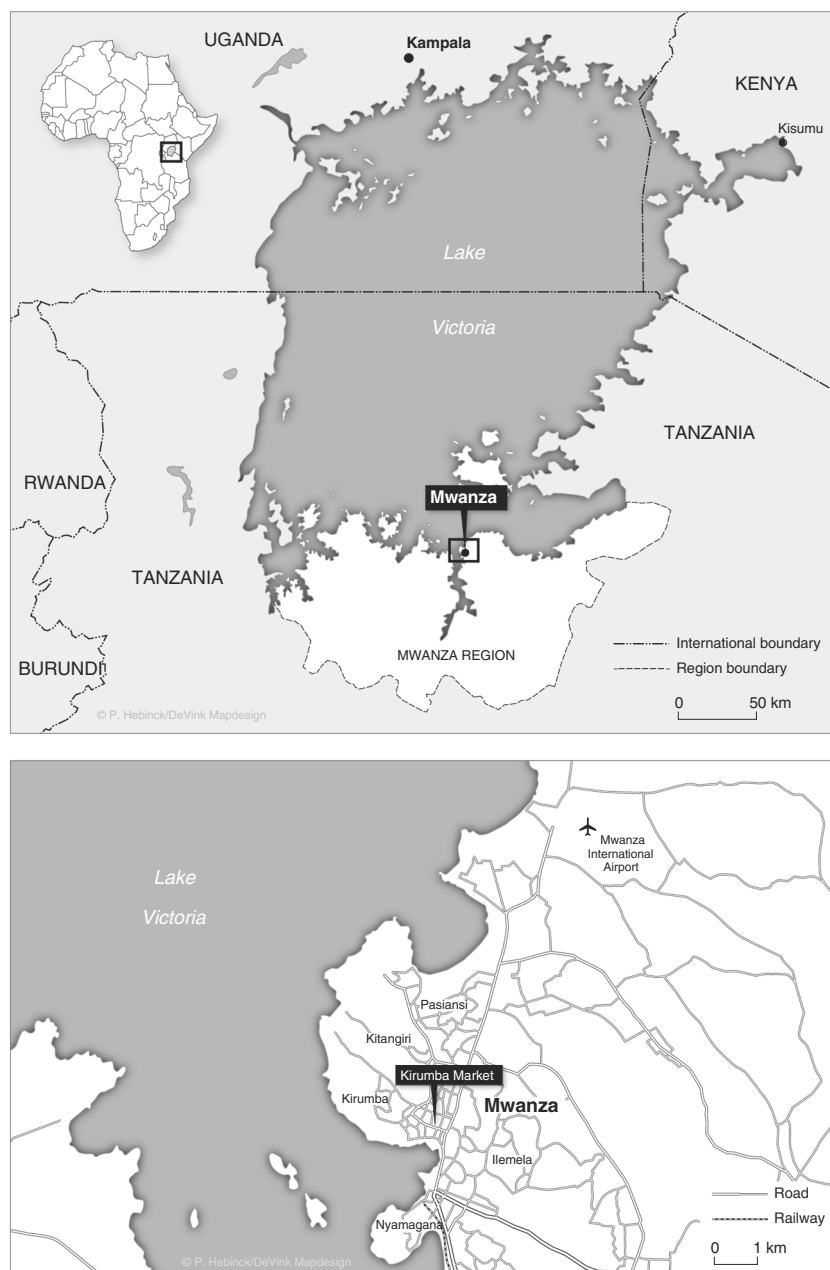 UGANDA
Kampala
KENYA
Kisumu
Lake
Victoria
TANZANIA
RWANDA
Mwanza
TANZANIA
MWANZA REGION
BURUNDI
International boundary
Region boundary
0 50 km
© P. Hebinck/DeVink Mapdesign
Mwanza
International
Airport
Lake
Victoria
Pasiansi
Kitangiri
Kirumba Market
Kirumba
Mwanza
Ilemela
Nyamagana
Road
Railway
0 1 km
© P. Hebinck/DeVink Mapdesign